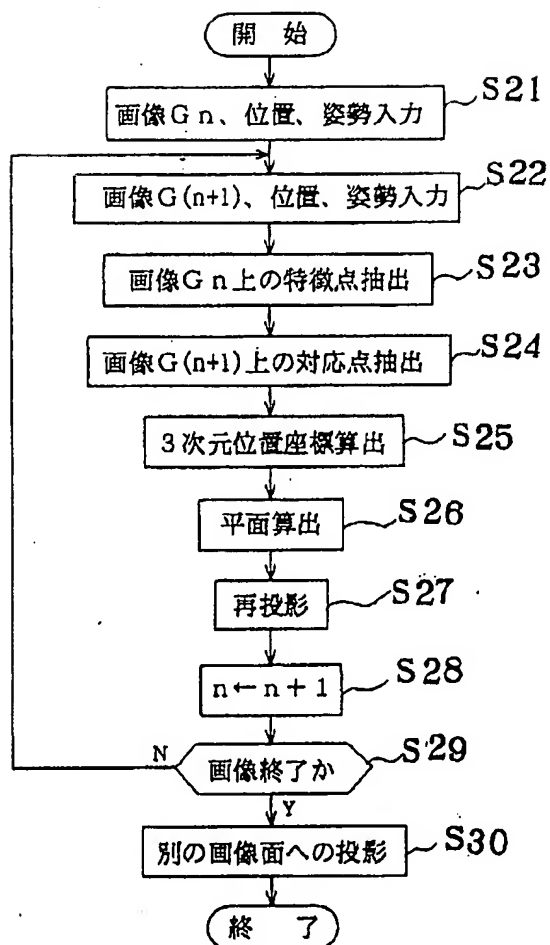 開 始
画像Gn、位置、姿勢入力 S21
画像G(n+1)、位置、姿勢入力 S22
画像Gn上の特徴点抽出 S23
画像G(n+1)上の対応点抽出 S24
3次元位置座標算出 S25
平面算出 S26
再投影 S27
n←n+1 S28
N 画像終了か S29
Y
別の画像面への投影 S30
終 了